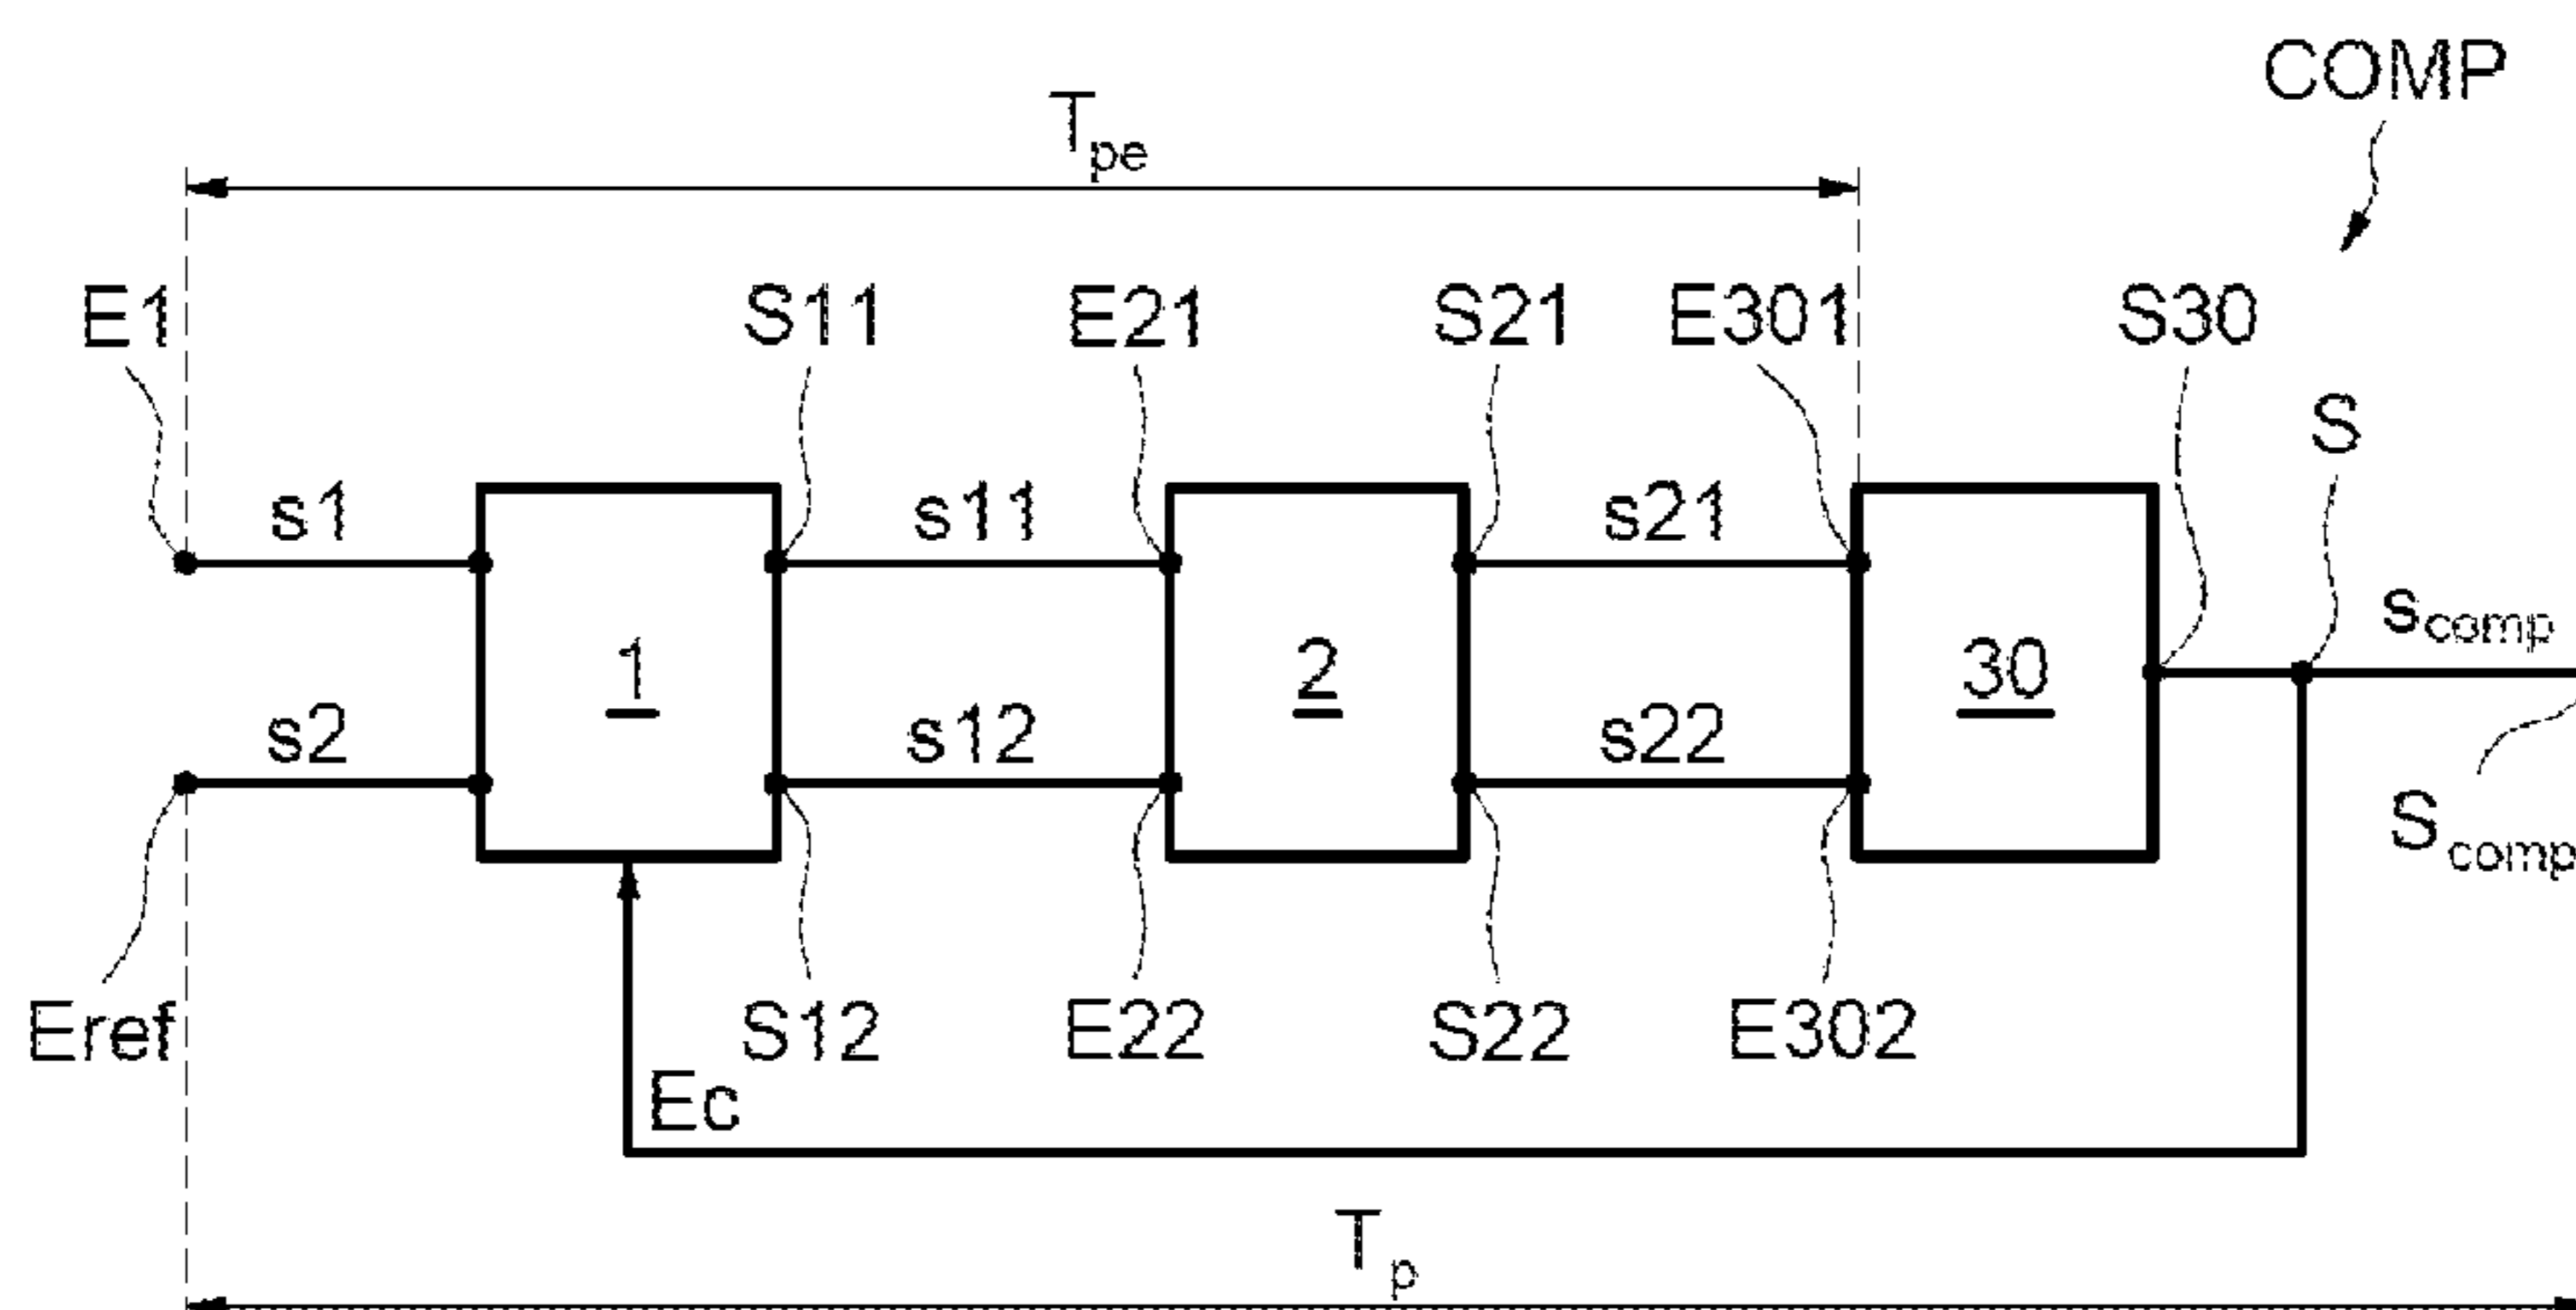 COMP
Tpe
E1 S11 E21 S21 E301 S30
S
s1 s11 s21
scomp
1 2 30
s2 s12 s22
Scomp
Eref S12 E22 S22 E302
Ec
Tp